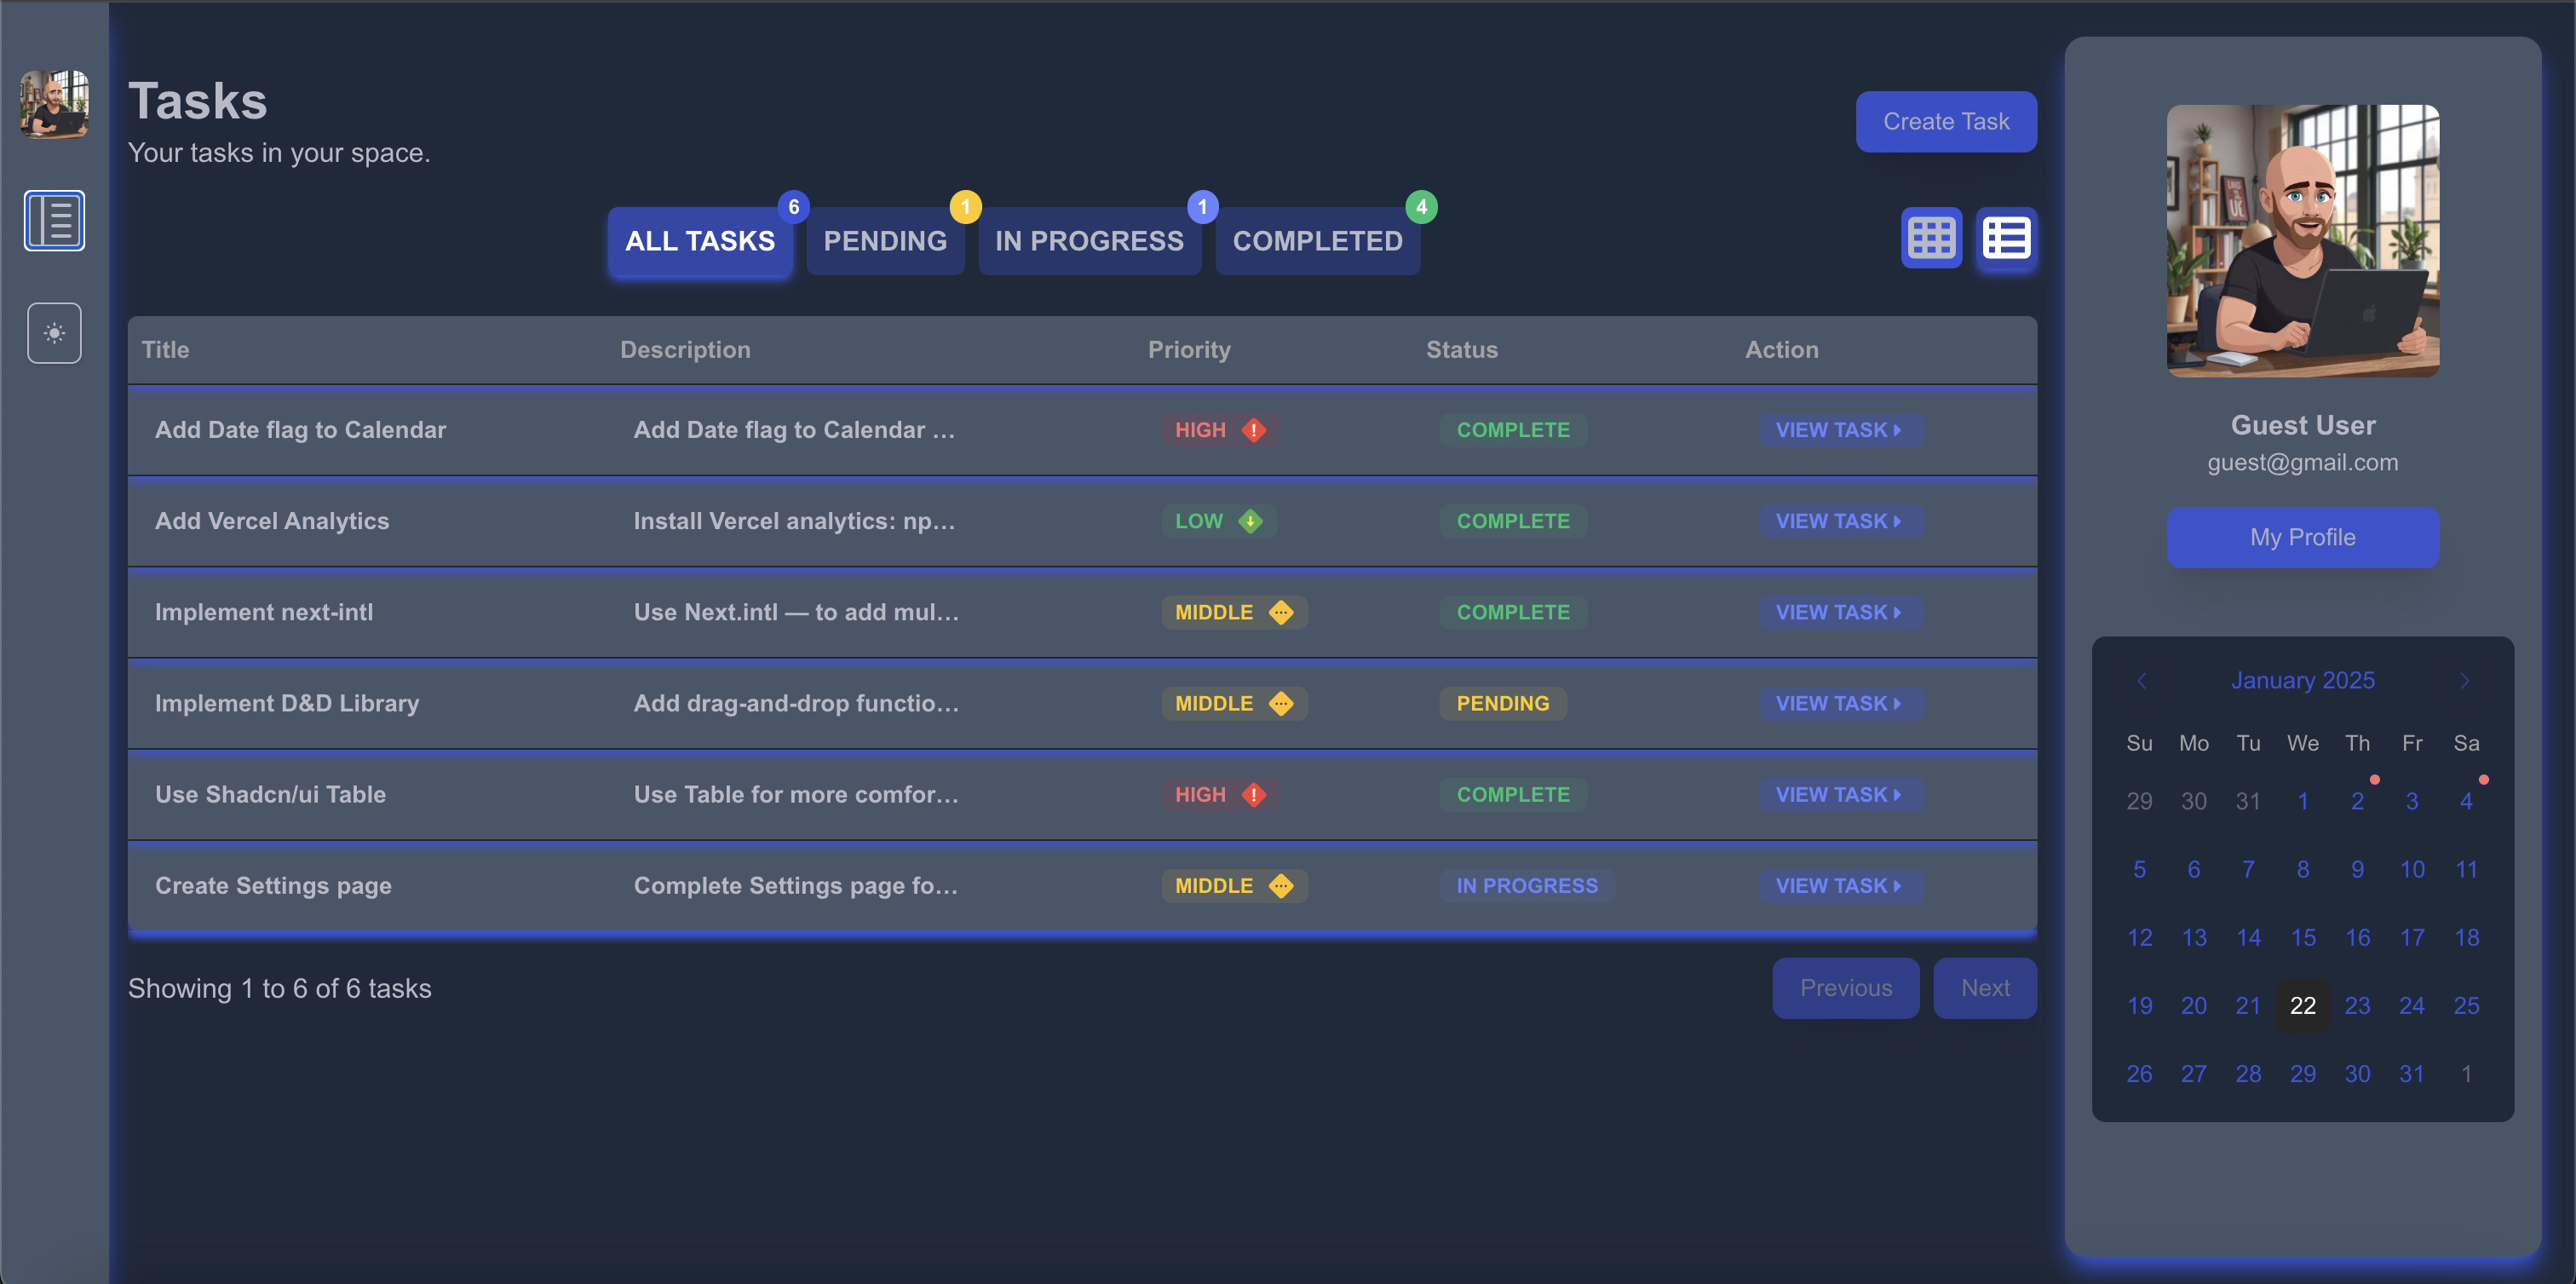 Tasks
Your tasks in your space.
Create Task
ALL TASKS 6
PENDING 1
IN PROGRESS 1
COMPLETED 4
Title Description Priority Status Action
Add Date flag to Calendar Add Date flag to Calendar ... HIGH ! COMPLETE VIEW TASK
Add Vercel Analytics Install Vercel analytics: np... LOW COMPLETE VIEW TASK
Implement next-intl Use Next.intl — to add mul... MIDDLE COMPLETE VIEW TASK
Implement D&D Library Add drag-and-drop functio... MIDDLE PENDING VIEW TASK
Use Shadcn/ui Table Use Table for more comfor... HIGH ! COMPLETE VIEW TASK
Create Settings page Complete Settings page fo... MIDDLE IN PROGRESS VIEW TASK
Showing 1 to 6 of 6 tasks
Previous Next
Guest User
guest@gmail.com
My Profile
January 2025
Su Mo Tu We Th Fr Sa
29 30 31 1 2 3 4
5 6 7 8 9 10 11
12 13 14 15 16 17 18
19 20 21 22 23 24 25
26 27 28 29 30 31 1